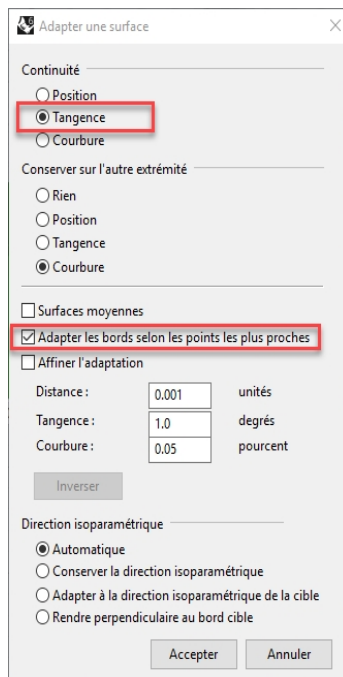 Adapter une surface
Continuité
Position
Tangence
Courbure
Conserver sur l'autre extrémité
Rien
Position
Tangence
Courbure
Surfaces moyennes
Adapter les bords selon les points les plus proches
Affiner l'adaptation
Distance : 0.001 unités
Tangence : 1.0 degrés
Courbure : 0.05 pourcent
Inverser
Direction isoparamétrique
Automatique
Conserver la direction isoparamétrique
Adapter à la direction isoparamétrique de la cible
Rendre perpendiculaire au bord cible
Accepter Annuler